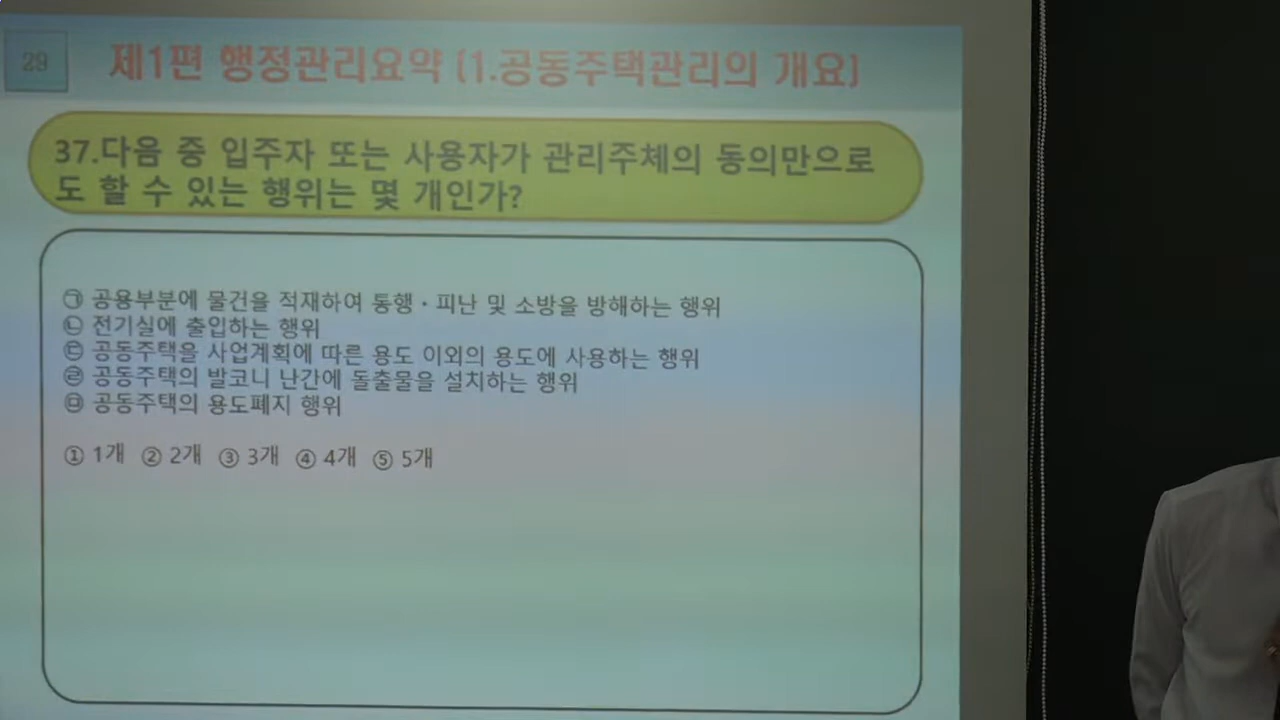 29
제1편 행정관리요약 [1.공동주택관리의 개요]
37.다음 중 입주자 또는 사용자가 관리주체의 동의만으로
도 할 수 있는 행위는 몇 개인가?
㉠ 공용부분에 물건을 적재하여 통행·피난 및 소방을 방해하는 행위
㉡ 전기실에 출입하는 행위
㉢ 공동주택을 사업계획에 따른 용도 이외의 용도에 사용하는 행위
㉣ 공동주택의 발코니 난간에 돌출물을 설치하는 행위
㉤ 공동주택의 용도폐지 행위
① 1개 ② 2개 ③ 3개 ④ 4개 ⑤ 5개